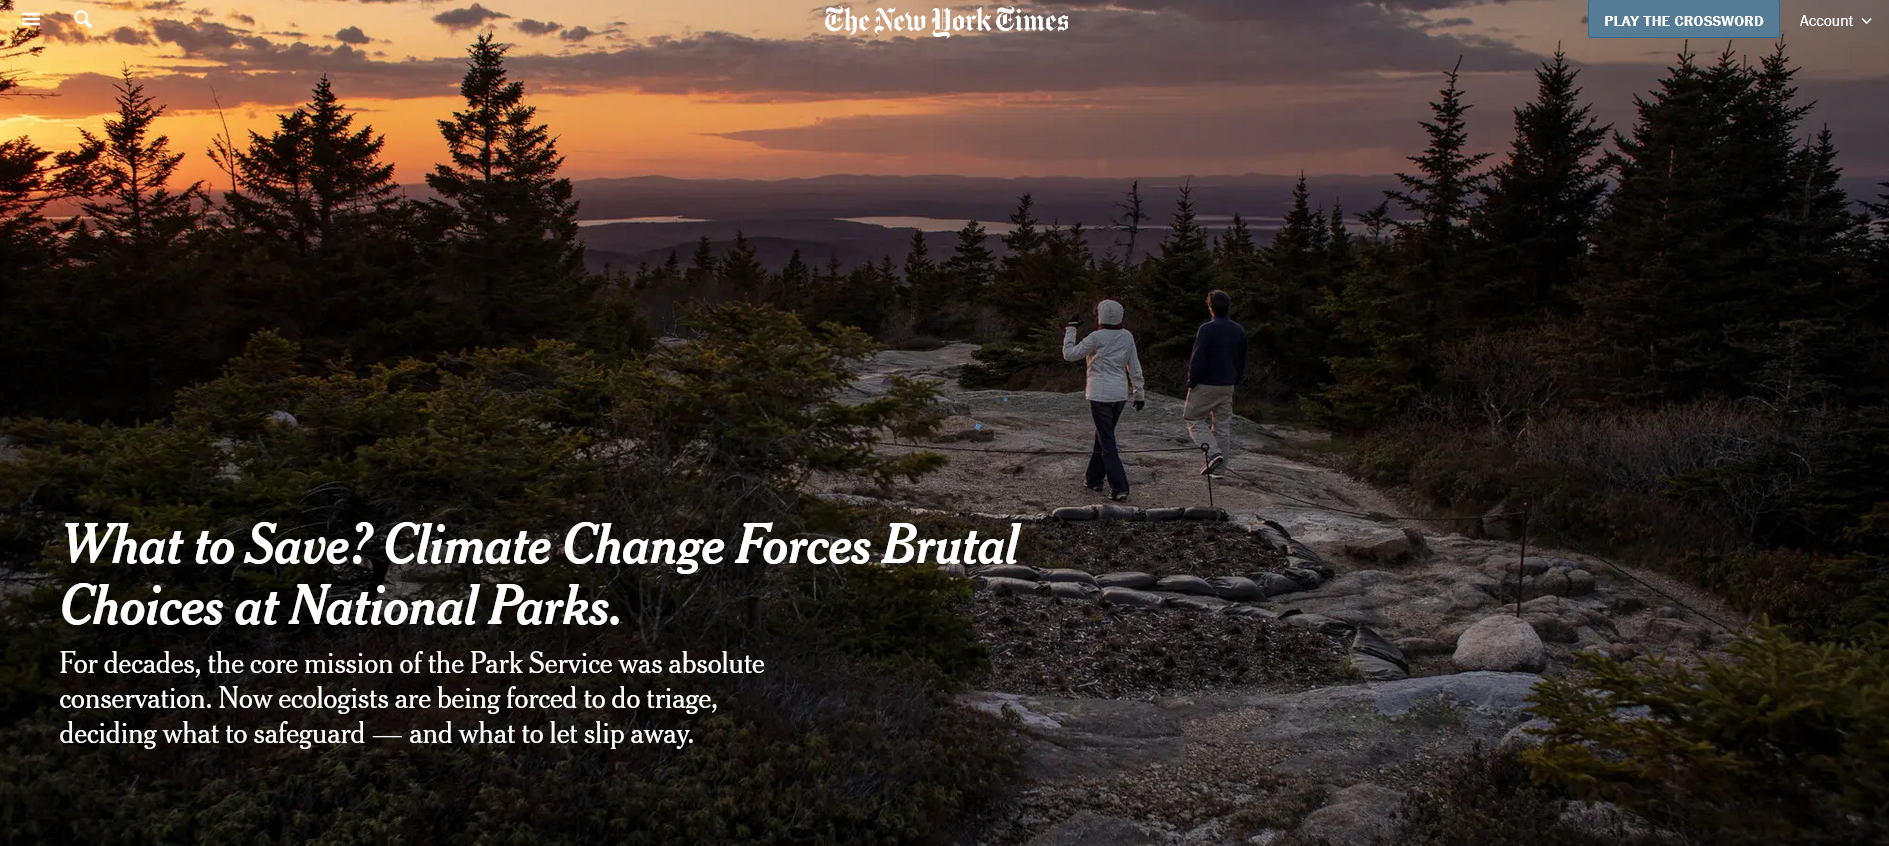 The New York Times
PLAY THE CROSSWORD
Account
What to Save? Climate Change Forces Brutal
Choices at National Parks.
For decades, the core mission of the Park Service was absolute
conservation. Now ecologists are being forced to do triage,
deciding what to safeguard — and what to let slip away.